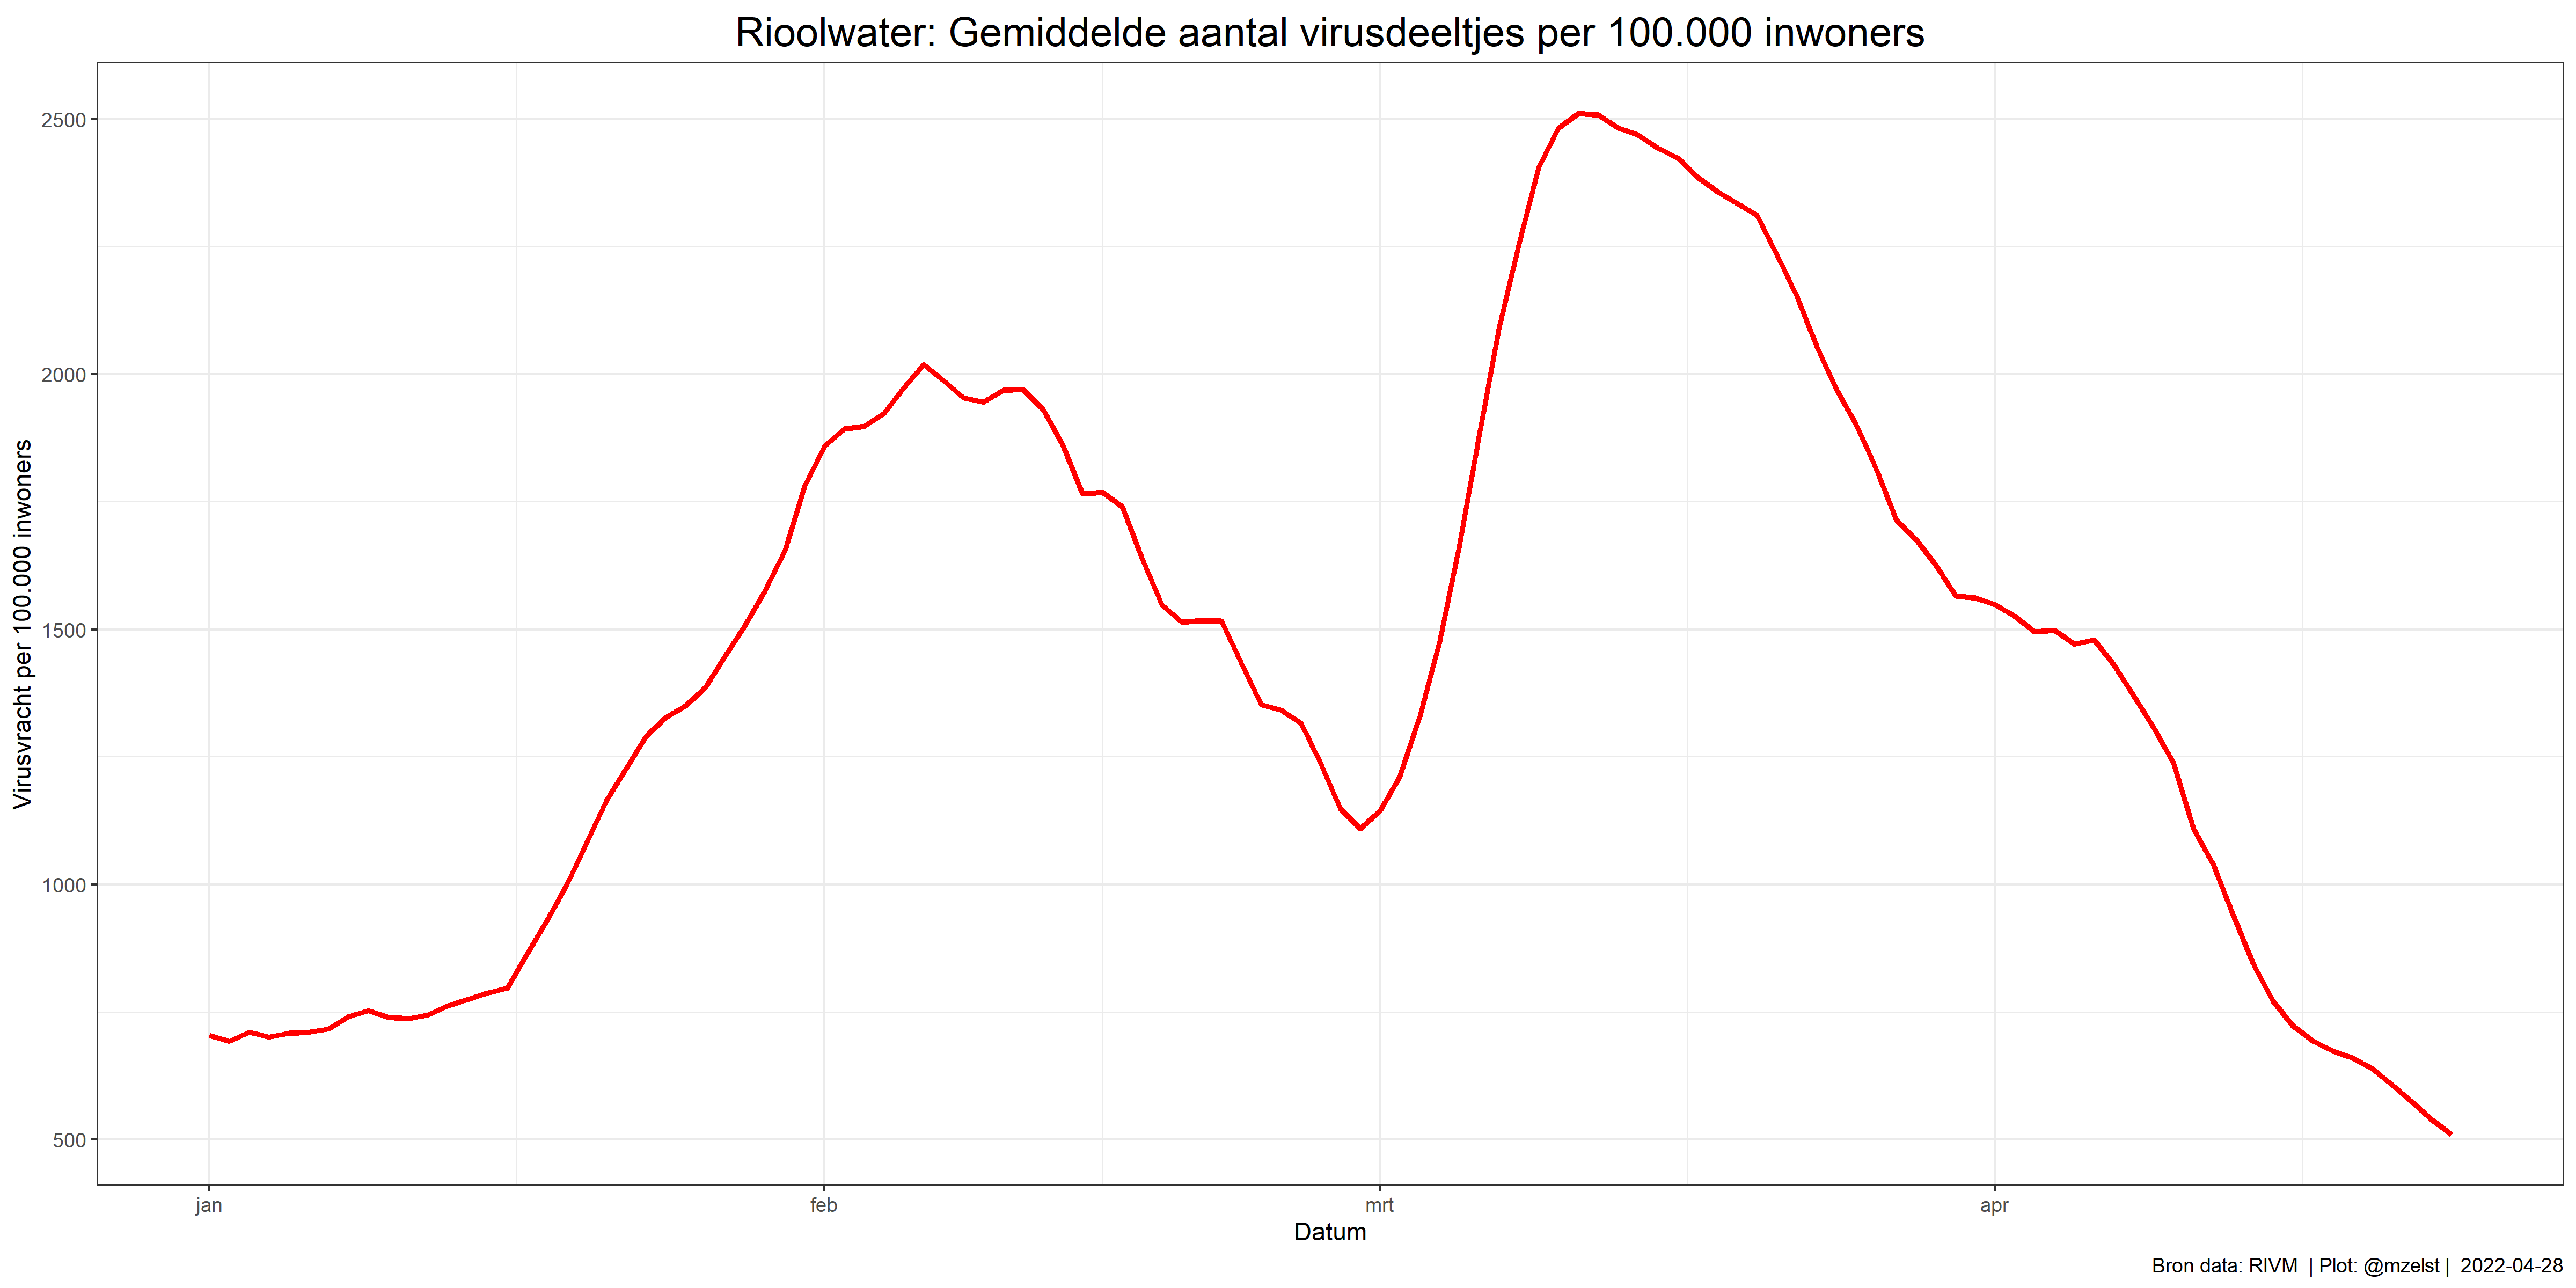 Rioolwater: Gemiddelde aantal virusdeeltjes per 100.000 inwoners
Virusvracht per 100.000 inwoners
2500
2000
1500
1000
500
jan feb mrt apr
Datum
Bron data: RIVM | Plot: @mzelst | 2022-04-28